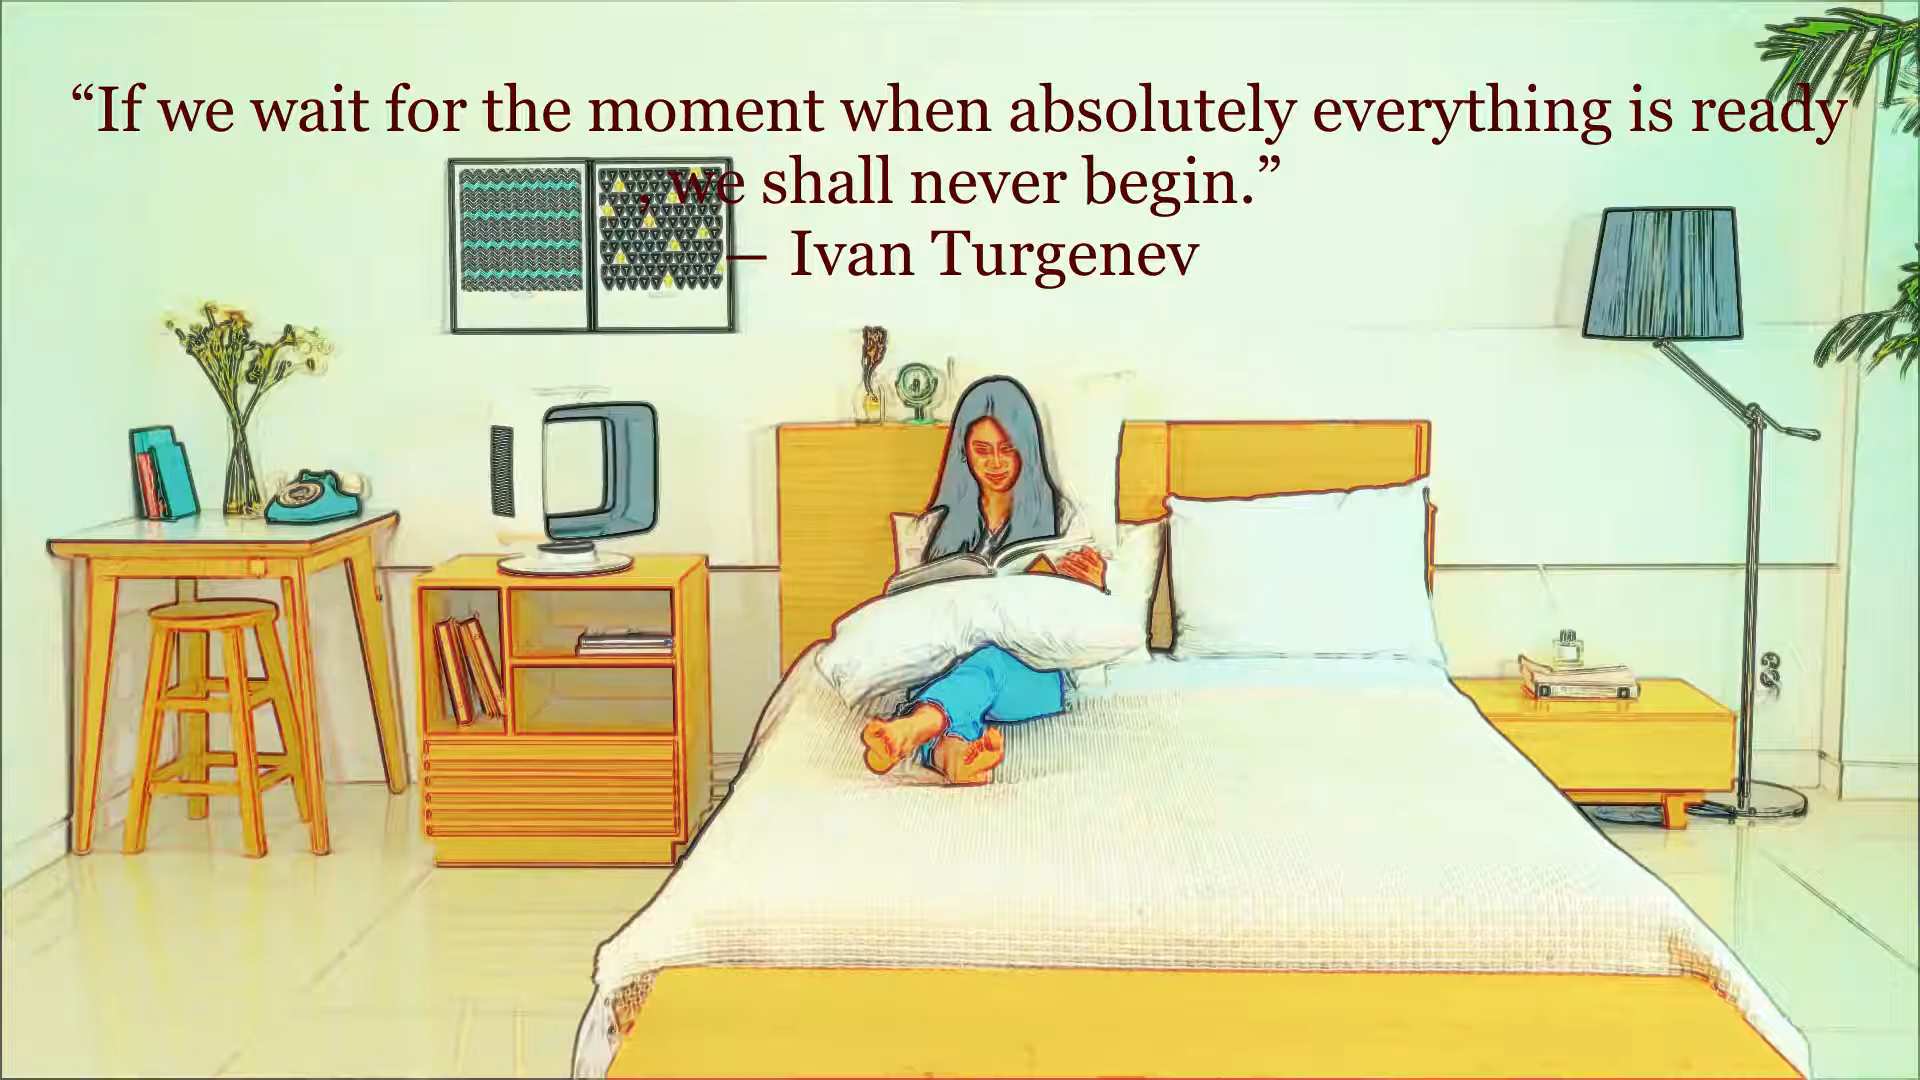 “If we wait for the moment when absolutely everything is ready
, we shall never begin.”
— Ivan Turgenev